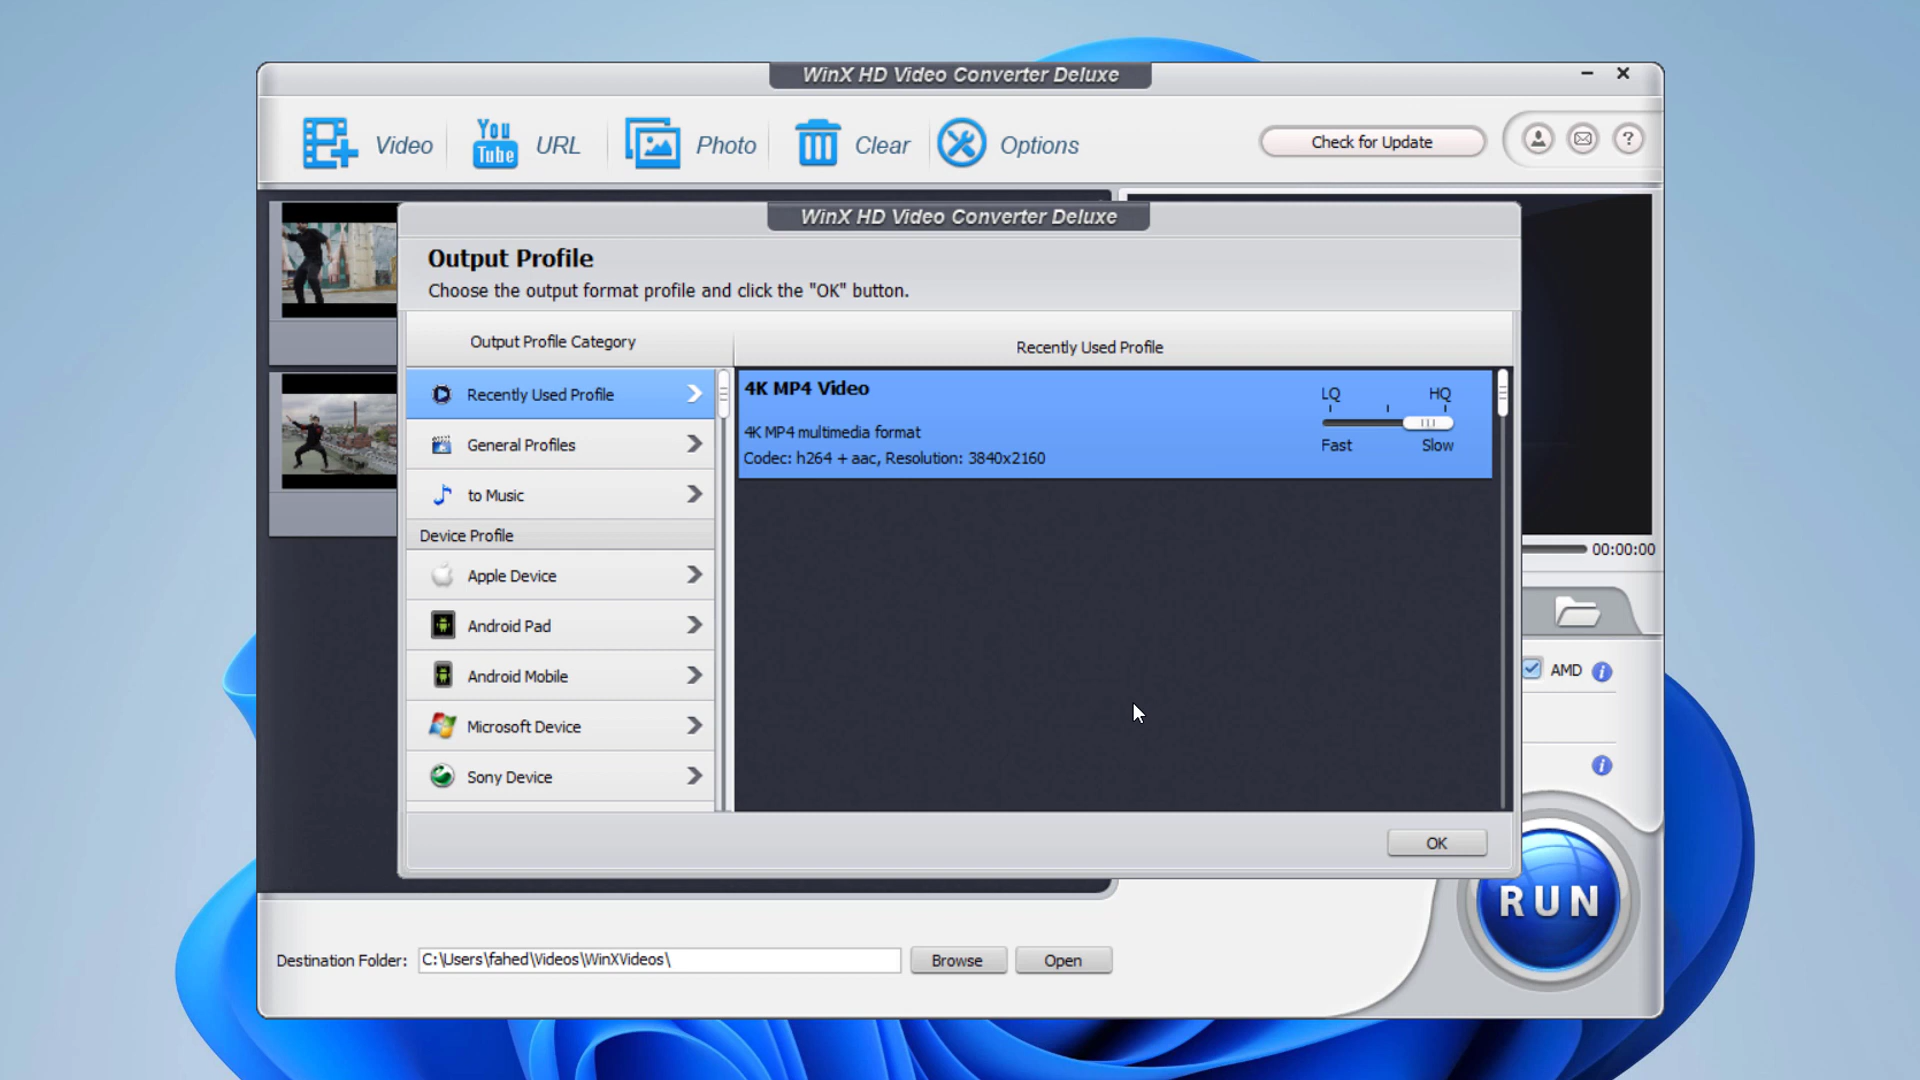 WinX HD Video Converter Deluxe
Video
You Tube
URL
Photo
Clear
Options
Check for Update
?
WinX HD Video Converter Deluxe
Output Profile
Choose the output format profile and click the "OK" button.
Output Profile Category
Recently Used Profile
Recently Used Profile
4K MP4 Video
LQ HQ
4K MP4 multimedia format
Fast Slow
Codec: h264 + aac, Resolution: 3840x2160
General Profiles
to Music
Device Profile
Apple Device
Android Pad
Android Mobile
Microsoft Device
Sony Device
00:00:00
AMD i
i
OK
RUN
Destination Folder: C:\Users\fahed\Videos\WinXVideos\ Browse Open